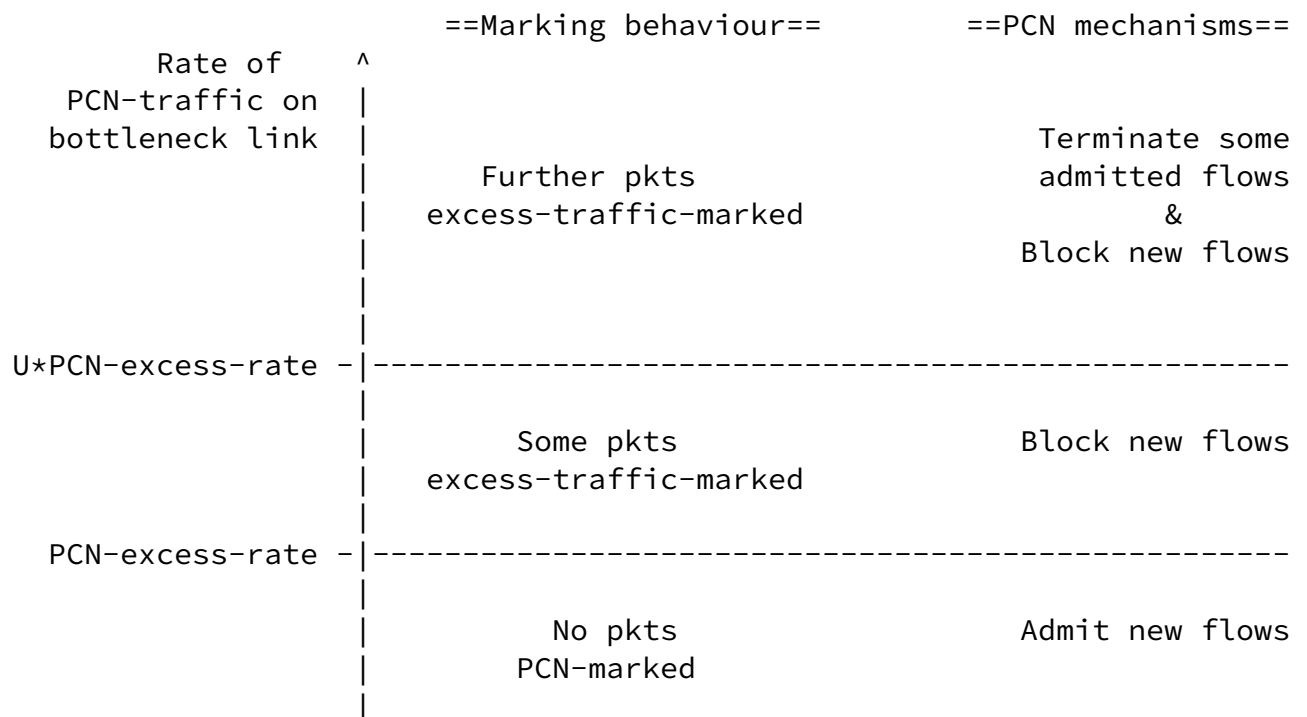 ==Marking behaviour== ==PCN mechanisms==
Rate of ^
PCN-traffic on |
bottleneck link | Terminate some
| Further pkts admitted flows
| excess-traffic-marked &
| Block new flows
|
|
U*PCN-excess-rate -|---------------------------------------------------
|
| Some pkts Block new flows
| excess-traffic-marked
|
PCN-excess-rate -|---------------------------------------------------
|
| No pkts Admit new flows
| PCN-marked
|